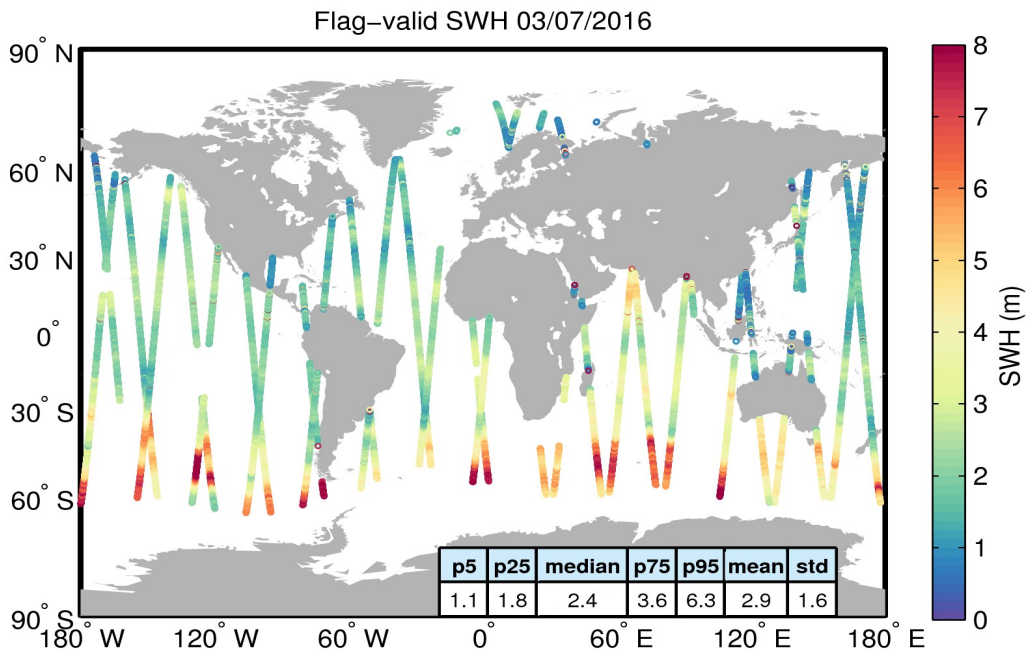 Flag−valid SWH 03/07/2016
90° N
60° N
30° N
0°
30° S
60° S
90° S
180° W
120° W
60° W
0°
60° E
120° E
180° E
p5 p25 median p75 p95 mean std
1.1 1.8 2.4 3.6 6.3 2.9 1.6
8
7
6
5
4
3
2
1
0
SWH (m)